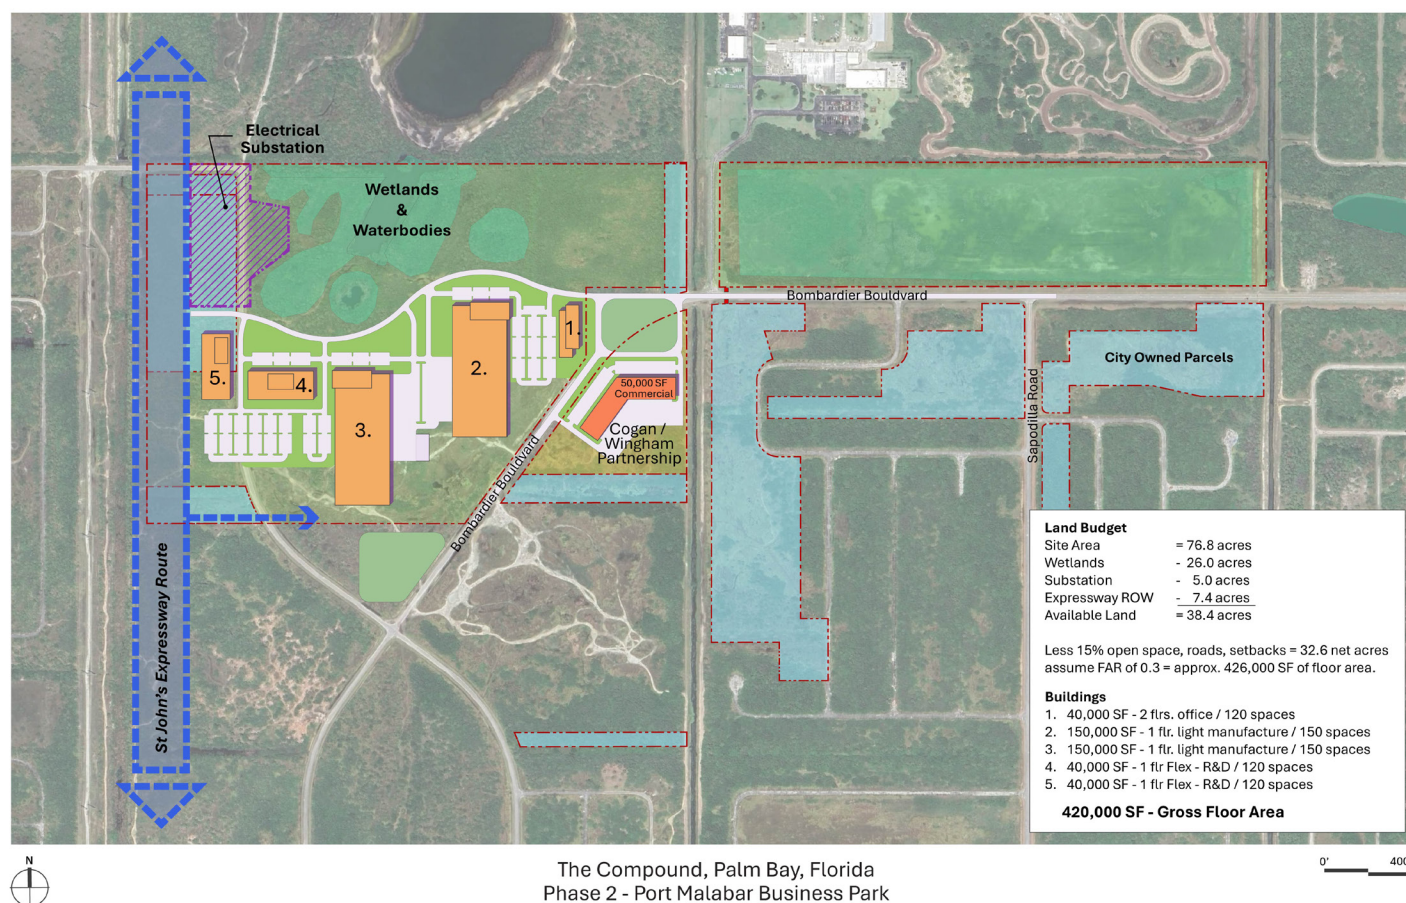 Electrical
Substation
Wetlands
&
Waterbodies
Bombardier Bouldvard
1.
2.
3.
4.
5.
50,000 SF
Commercial
Cogan /
Wingham
Partnership
Bombardier Bouldvard
City Owned Parcels
Sapodilla Road
St John's Expressway Route
Land Budget
Site Area = 76.8 acres
Wetlands - 26.0 acres
Substation - 5.0 acres
Expressway ROW - 7.4 acres
Available Land = 38.4 acres
Less 15% open space, roads, setbacks = 32.6 net acres
assume FAR of 0.3 = approx. 426,000 SF of floor area.
Buildings
1. 40,000 SF - 2 flrs. office / 120 spaces
2. 150,000 SF - 1 flr. light manufacture / 150 spaces
3. 150,000 SF - 1 flr. light manufacture / 150 spaces
4. 40,000 SF - 1 flr Flex - R&D / 120 spaces
5. 40,000 SF - 1 flr Flex - R&D / 120 spaces
420,000 SF - Gross Floor Area
N
The Compound, Palm Bay, Florida
Phase 2 - Port Malabar Business Park
0' 400